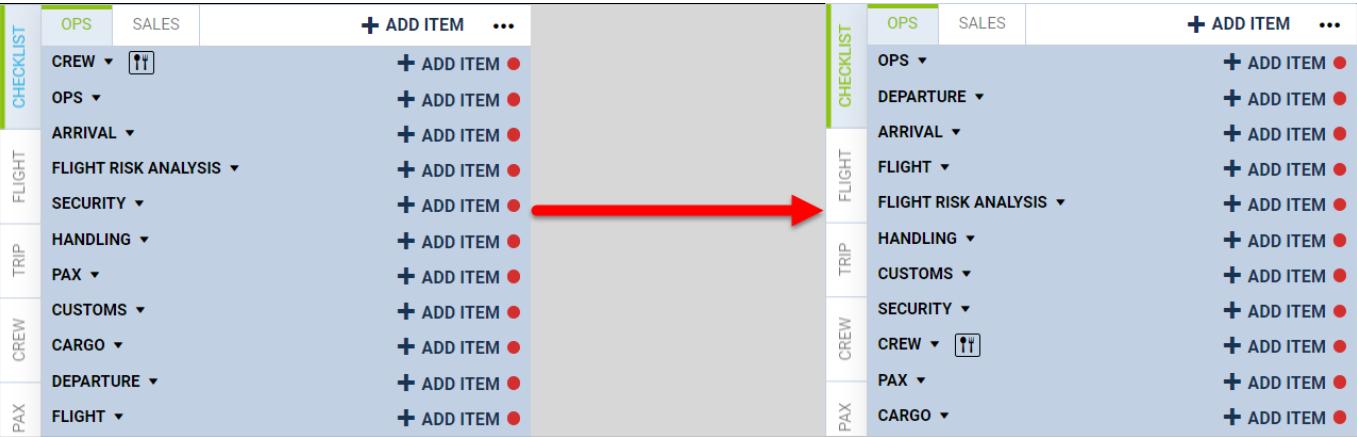 CHECKLIST
FLIGHT
TRIP
CREW
PAX
OPS SALES + ADD ITEM •••
CREW ▼ + ADD ITEM
OPS ▼ + ADD ITEM
ARRIVAL ▼ + ADD ITEM
FLIGHT RISK ANALYSIS ▼ + ADD ITEM
SECURITY ▼ + ADD ITEM
HANDLING ▼ + ADD ITEM
PAX ▼ + ADD ITEM
CUSTOMS ▼ + ADD ITEM
CARGO ▼ + ADD ITEM
DEPARTURE ▼ + ADD ITEM
FLIGHT ▼ + ADD ITEM
CHECKLIST
FLIGHT
TRIP
CREW
PAX
OPS SALES + ADD ITEM •••
OPS ▼ + ADD ITEM
DEPARTURE ▼ + ADD ITEM
ARRIVAL ▼ + ADD ITEM
FLIGHT ▼ + ADD ITEM
FLIGHT RISK ANALYSIS ▼ + ADD ITEM
HANDLING ▼ + ADD ITEM
CUSTOMS ▼ + ADD ITEM
SECURITY ▼ + ADD ITEM
CREW ▼ + ADD ITEM
PAX ▼ + ADD ITEM
CARGO ▼ + ADD ITEM